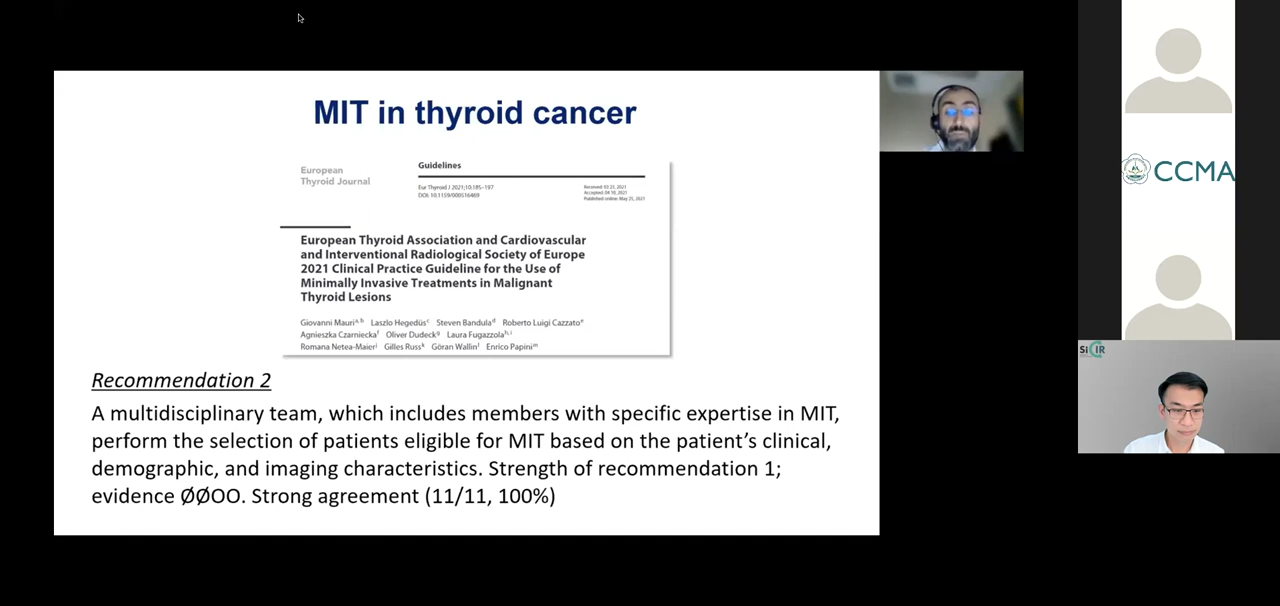 MIT in thyroid cancer
European
Thyroid Journal
Guidelines
Eur Thyroid J 2021;10:185–197
DOI: 10.1159/000516469
Received: 03 23, 2021
Accepted: 04 10, 2021
Published online: May 25, 2021
European Thyroid Association and Cardiovascular
and Interventional Radiological Society of Europe
2021 Clinical Practice Guideline for the Use of
Minimally Invasive Treatments in Malignant
Thyroid Lesions
Giovanni Mauri a, b Laszlo Hegedüs c Steven Bandula d Roberto Luigi Cazzato e
Agnieszka Czarniecka f Oliver Dudeck g Laura Fugazzola h, i
Romana Netea-Maier j Gilles Russ k Göran Wallin l Enrico Papini m
Recommendation 2
A multidisciplinary team, which includes members with specific expertise in MIT,
perform the selection of patients eligible for MIT based on the patient's clinical,
demographic, and imaging characteristics. Strength of recommendation 1;
evidence ØØOO. Strong agreement (11/11, 100%)
CCMA
SiCIR